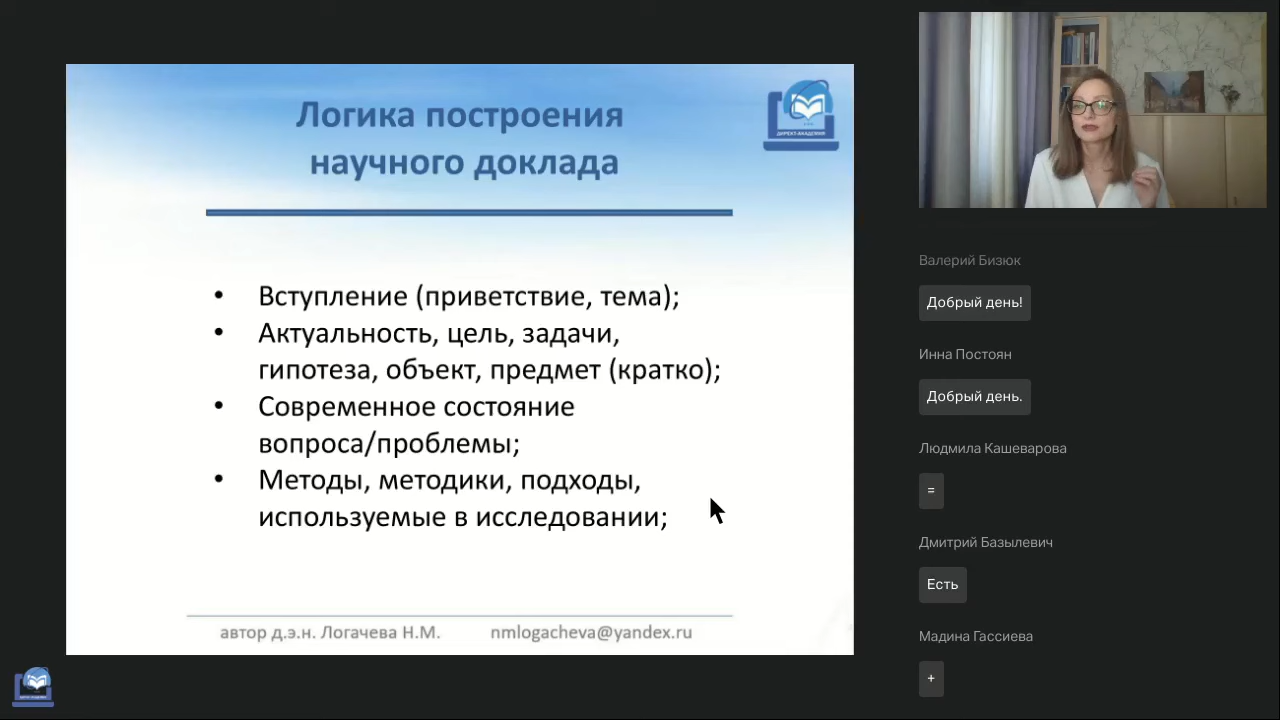 Логика построения
научного доклада
ДИРЕКТ-АКАДЕМИЯ
• Вступление (приветствие, тема);
• Актуальность, цель, задачи,
гипотеза, объект, предмет (кратко);
• Современное состояние
вопроса/проблемы;
• Методы, методики, подходы,
используемые в исследовании;
автор д.э.н. Логачева Н.М. nmlogacheva@yandex.ru
Валерий Бизюк
Добрый день!
Инна Постоян
Добрый день.
Людмила Кашеварова
=
Дмитрий Базылевич
Есть
Мадина Гассиева
+